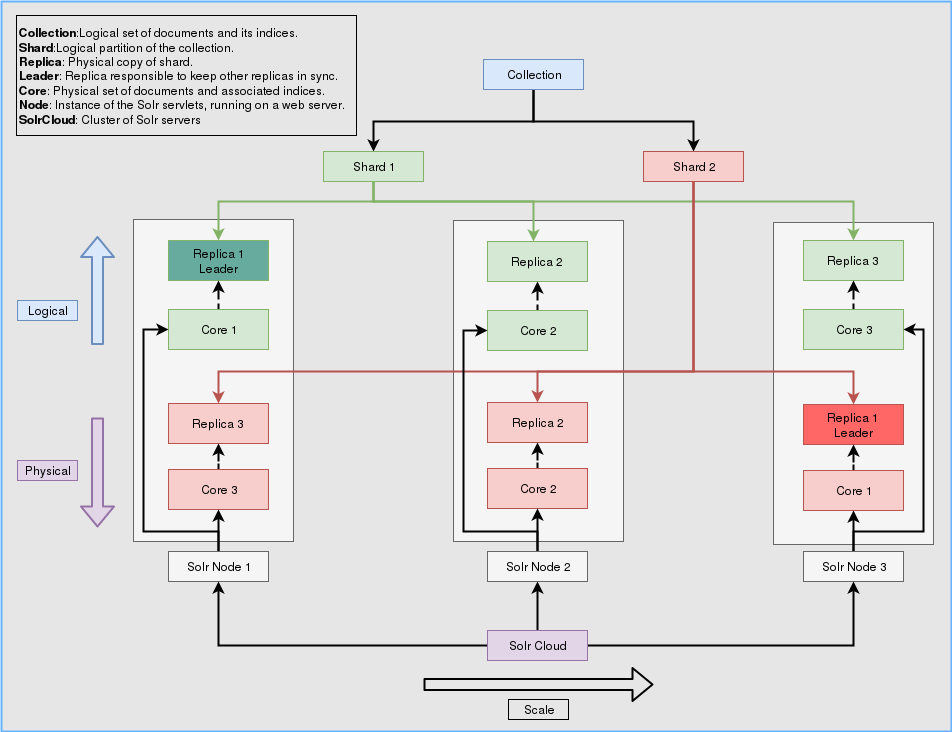 Collection:Logical set of documents and its indices.
Shard:Logical partition of the collection.
Replica: Physical copy of shard.
Leader: Replica responsible to keep other replicas in sync.
Core: Physical set of documents and associated indices.
Node: Instance of the Solr servlets, running on a web server.
SolrCloud: Cluster of Solr servers
Collection
Shard 1
Shard 2
Replica 1
Leader
Replica 2
Replica 3
Logical
Core 1
Core 2
Core 3
Replica 3
Replica 2
Replica 1
Leader
Physical
Core 3
Core 2
Core 1
Solr Node 1
Solr Node 2
Solr Node 3
Solr Cloud
Scale